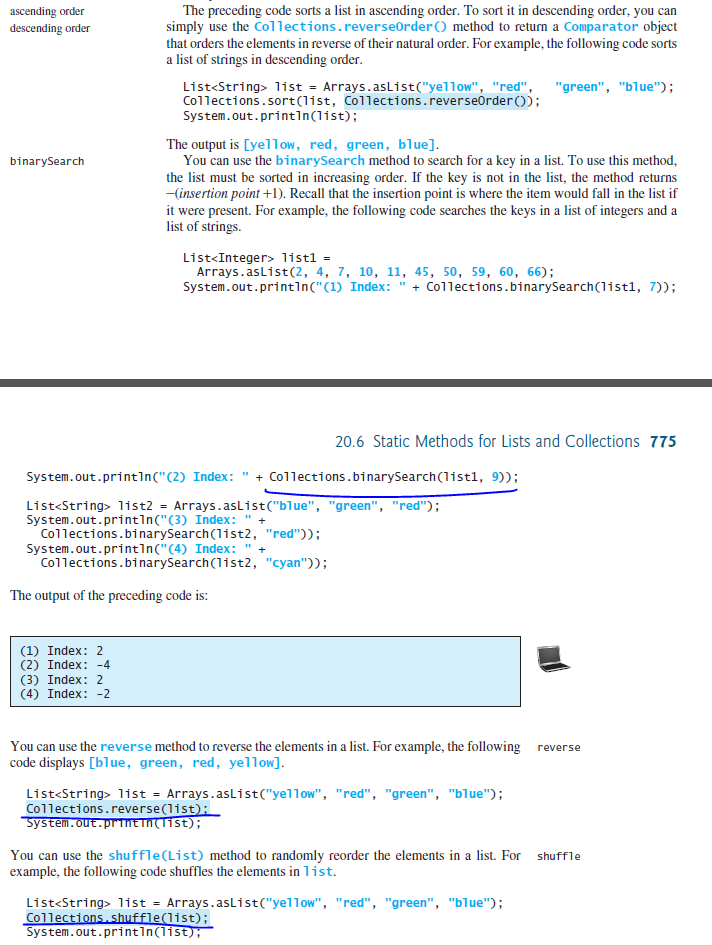 ascending order
descending order
The preceding code sorts a list in ascending order. To sort it in descending order, you can
simply use the Collections.reverseOrder() method to return a Comparator object
that orders the elements in reverse of their natural order. For example, the following code sorts
a list of strings in descending order.
List<String> list = Arrays.asList("yellow", "red", "green", "blue");
Collections.sort(list, Collections.reverseOrder());
System.out.println(list);
The output is [yellow, red, green, blue].
binarySearch
You can use the binarySearch method to search for a key in a list. To use this method,
the list must be sorted in increasing order. If the key is not in the list, the method returns
−(insertion point +1). Recall that the insertion point is where the item would fall in the list if
it were present. For example, the following code searches the keys in a list of integers and a
list of strings.
List<Integer> list1 =
Arrays.asList(2, 4, 7, 10, 11, 45, 50, 59, 60, 66);
System.out.println("(1) Index: " + Collections.binarySearch(list1, 7));
20.6 Static Methods for Lists and Collections 775
System.out.println("(2) Index: " + Collections.binarySearch(list1, 9));
List<String> list2 = Arrays.asList("blue", "green", "red");
System.out.println("(3) Index: " +
Collections.binarySearch(list2, "red"));
System.out.println("(4) Index: " +
Collections.binarySearch(list2, "cyan"));
The output of the preceding code is:
(1) Index: 2
(2) Index: -4
(3) Index: 2
(4) Index: -2
You can use the reverse method to reverse the elements in a list. For example, the following
code displays [blue, green, red, yellow].
reverse
List<String> list = Arrays.asList("yellow", "red", "green", "blue");
Collections.reverse(list);
System.out.println(list);
You can use the shuffle(List) method to randomly reorder the elements in a list. For
example, the following code shuffles the elements in list.
shuffle
List<String> list = Arrays.asList("yellow", "red", "green", "blue");
Collections.shuffle(list);
System.out.println(list);